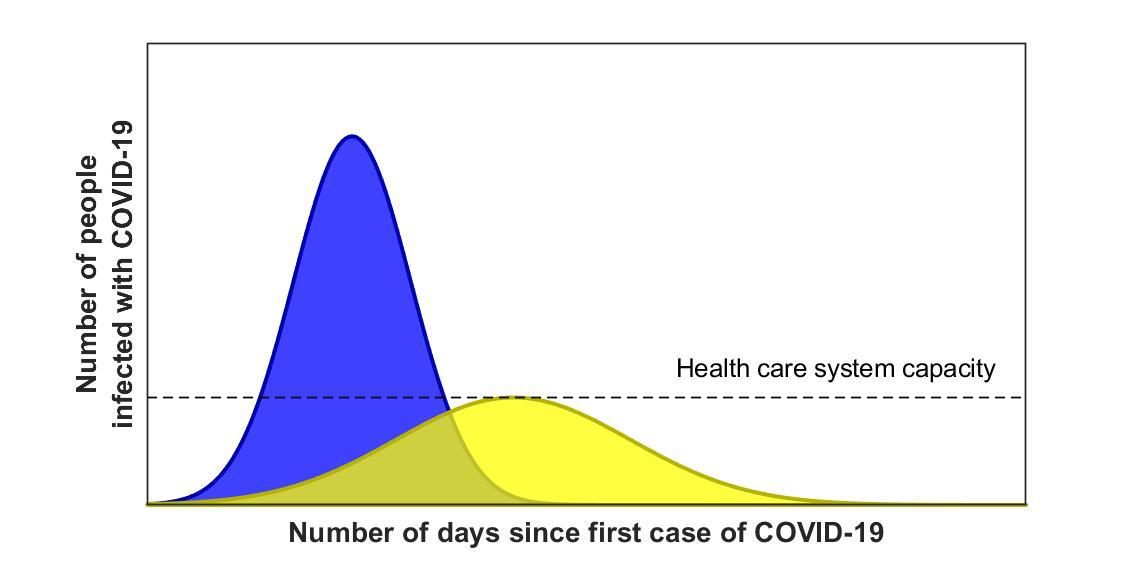 Number of people
infected with COVID-19
Health care system capacity
Number of days since first case of COVID-19